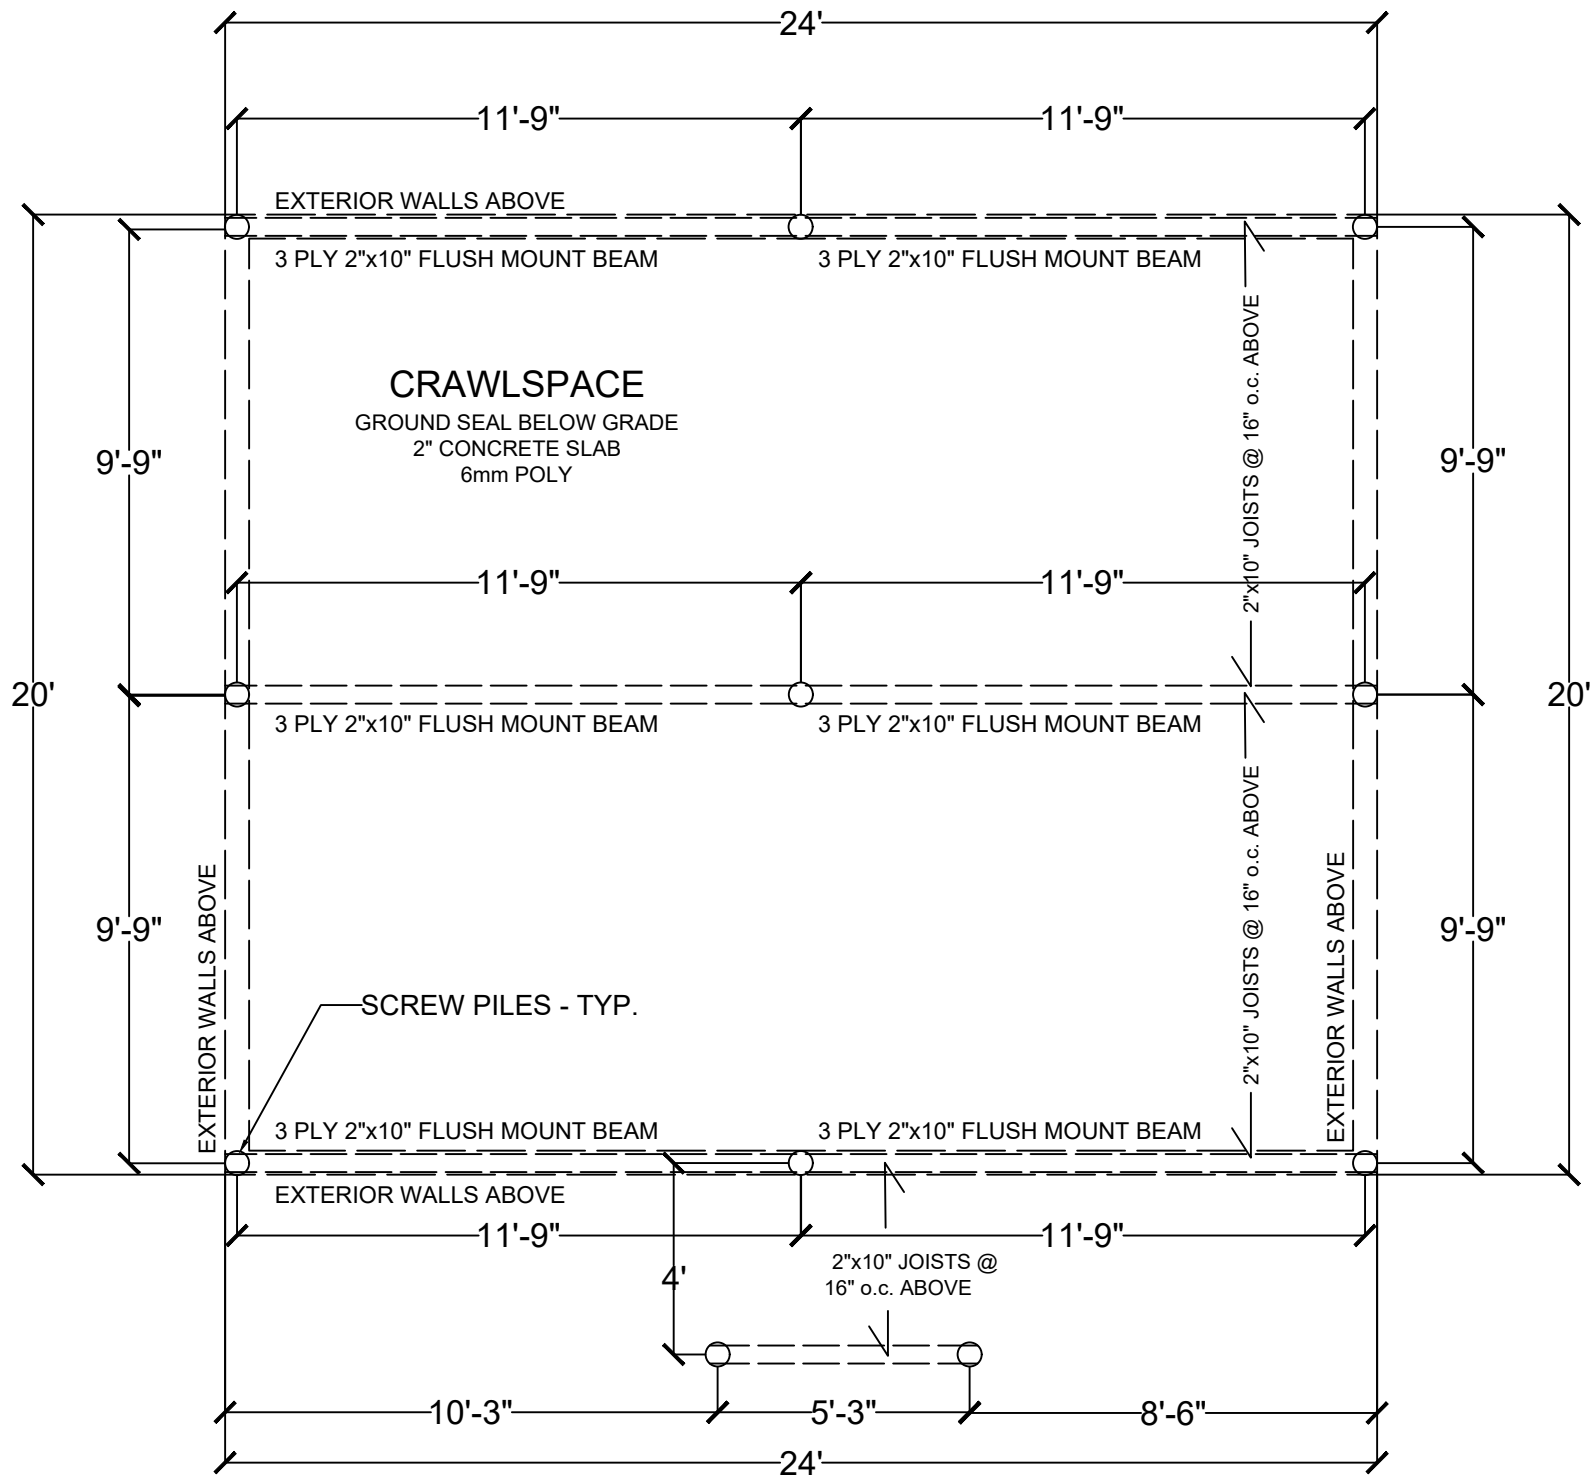 24'
11'-9"
11'-9"
EXTERIOR WALLS ABOVE
3 PLY 2"x10" FLUSH MOUNT BEAM
3 PLY 2"x10" FLUSH MOUNT BEAM
CRAWLSPACE
GROUND SEAL BELOW GRADE
2" CONCRETE SLAB
6mm POLY
2"x10" JOISTS @ 16" o.c. ABOVE
9'-9"
9'-9"
11'-9"
11'-9"
20'
20'
3 PLY 2"x10" FLUSH MOUNT BEAM
3 PLY 2"x10" FLUSH MOUNT BEAM
2"x10" JOISTS @ 16" o.c. ABOVE
EXTERIOR WALLS ABOVE
EXTERIOR WALLS ABOVE
9'-9"
9'-9"
SCREW PILES - TYP.
3 PLY 2"x10" FLUSH MOUNT BEAM
3 PLY 2"x10" FLUSH MOUNT BEAM
EXTERIOR WALLS ABOVE
11'-9"
11'-9"
4'
2"x10" JOISTS @
16" o.c. ABOVE
10'-3"
5'-3"
8'-6"
24'